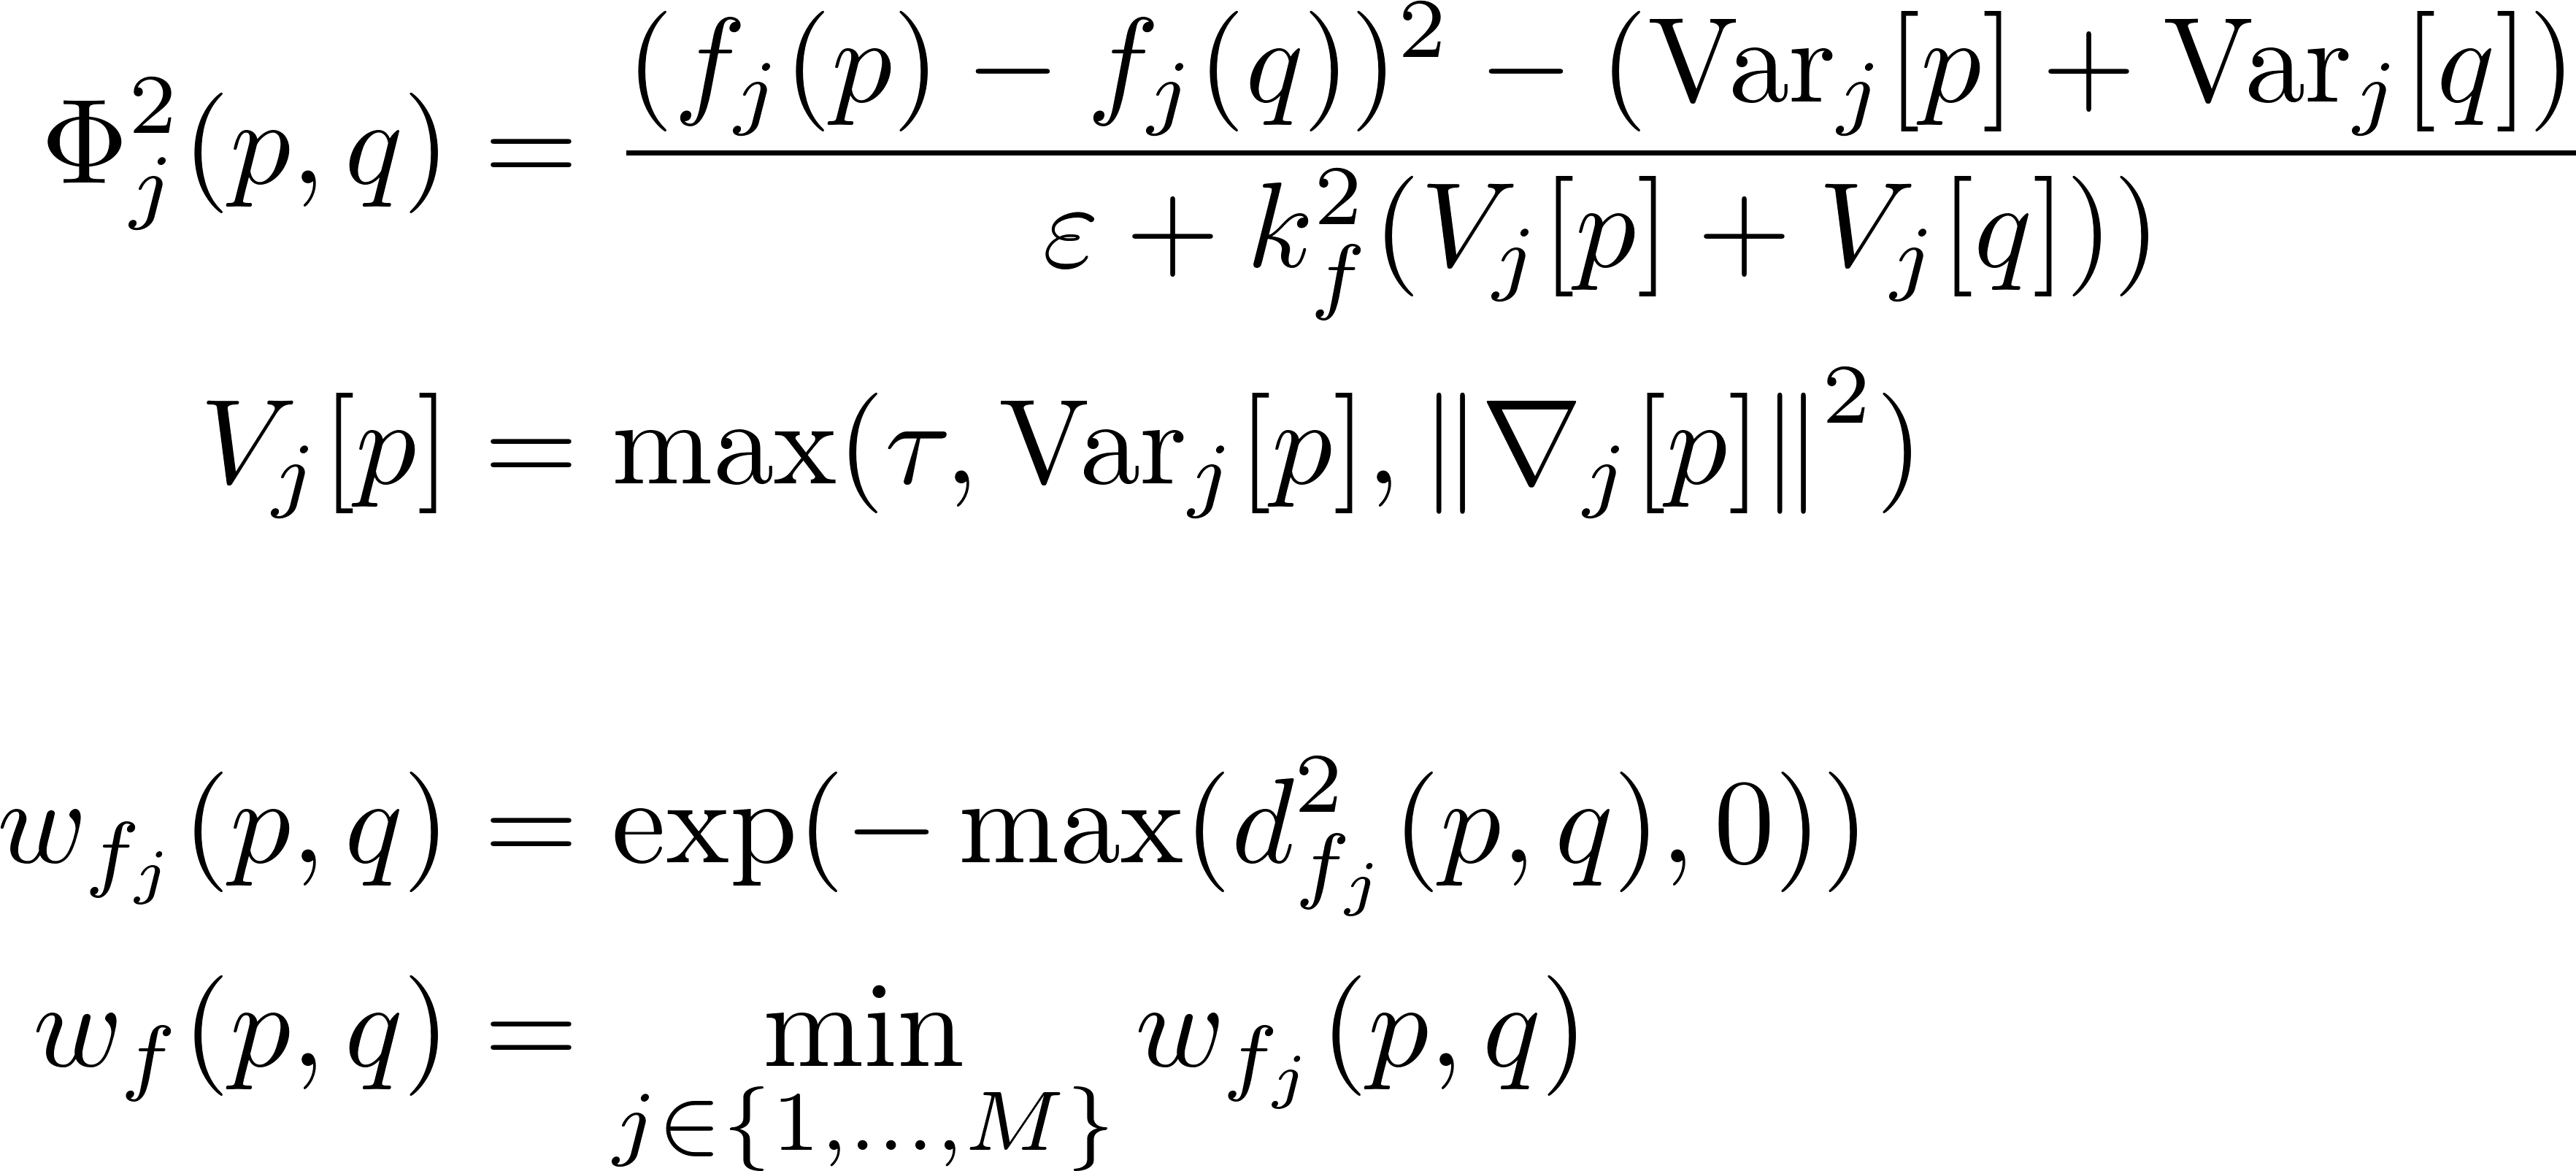 Φ_j^2(p, q) = \frac{(f_j(p) − f_j(q))^2 − (Var_j[p] + Var_j[q])}{ε + k_f^2(V_j[p] + V_j[q]))}
V_j[p] = max(τ, Var_j[p], ‖∇_j[p]‖^2)
w_{f_j}(p, q) = exp(− max(d_{f_j}^2(p, q), 0))
w_f(p, q) = min_{j∈{1,...,M}} w_{f_j}(p, q)